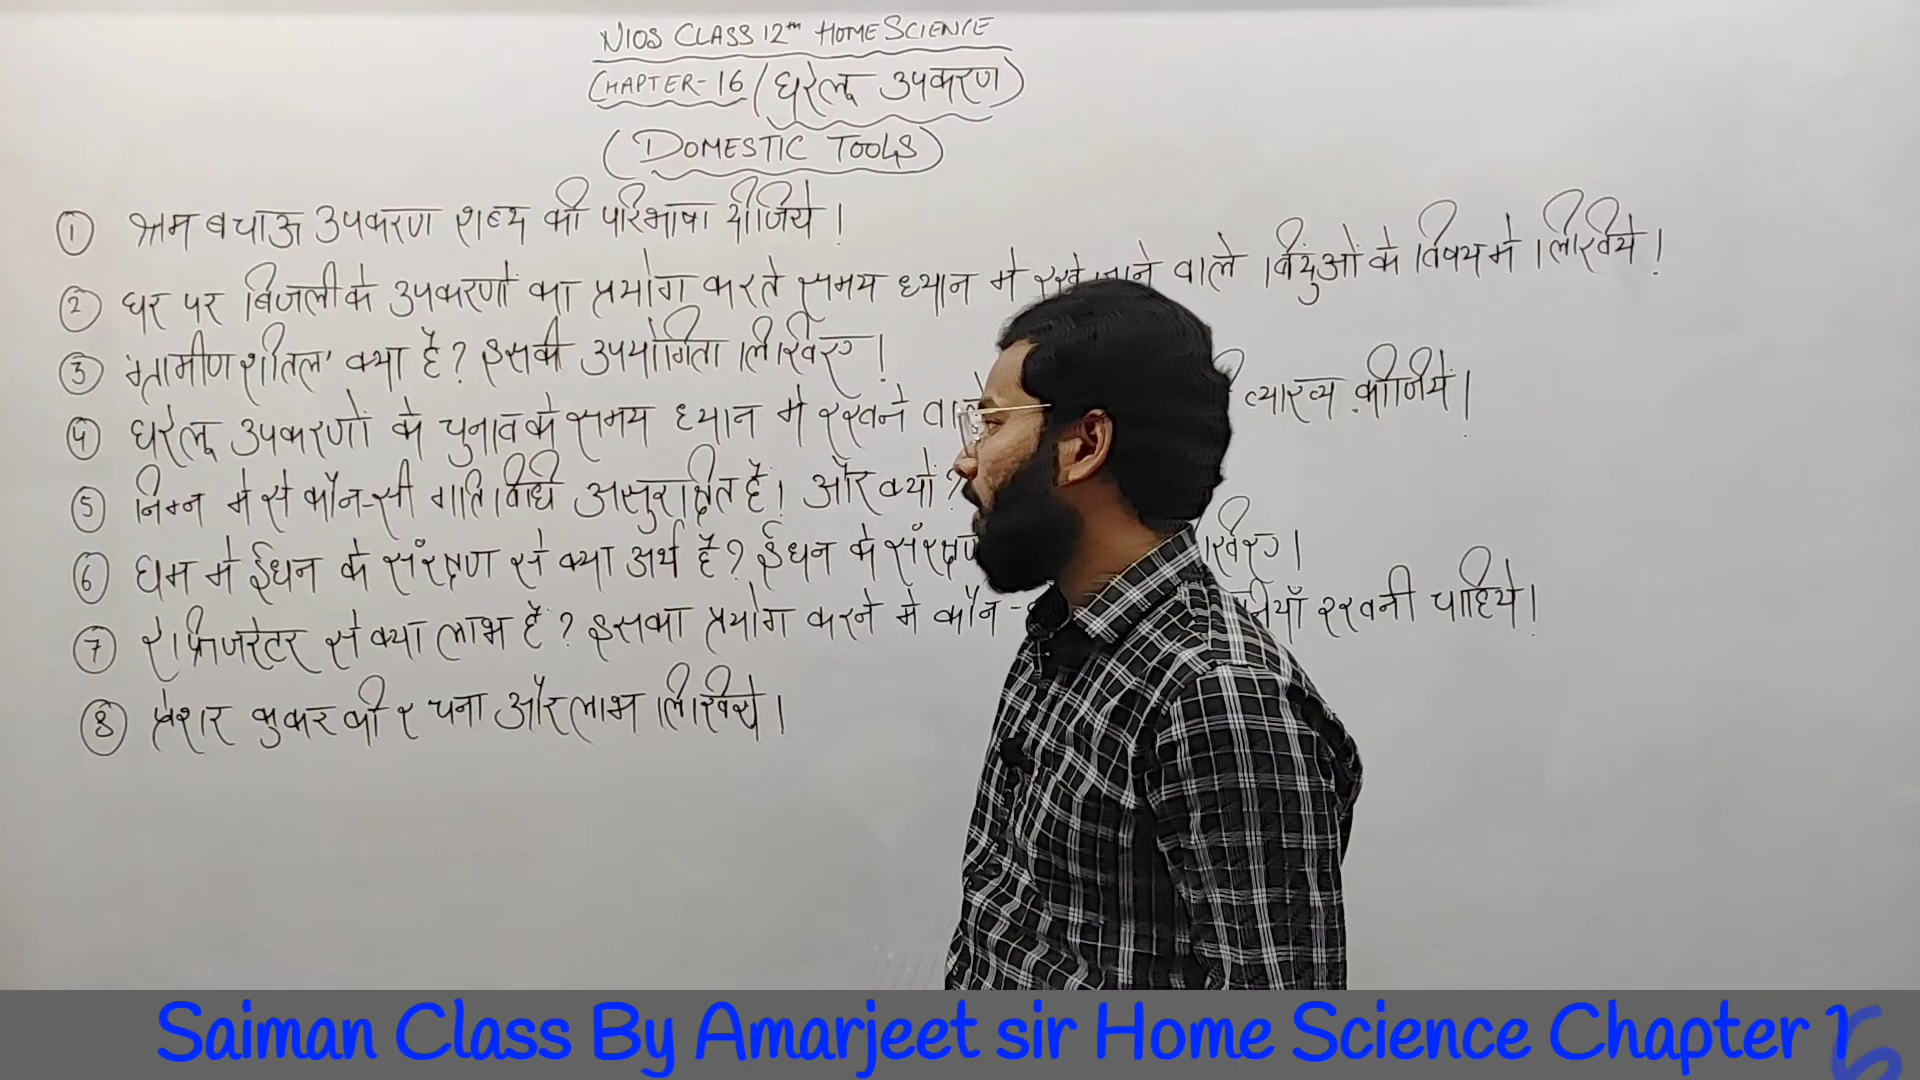 NIOS CLASS 12th HOME SCIENCE
CHAPTER-16 (घरेलू उपकरण)
(DOMESTIC TOOLS)
① श्रम बचाऊ उपकरण शब्द की परिभाषा दीजिये।
② घर पर बिजली के उपकरणों का प्रयोग करते समय ध्यान मे रखे जाने वाले बिंदुओं के विषय मे लिखिये।
③ 'ग्रामीण शीतल' क्या है? इसकी उपयोगिता लिखिए।
④ घरेलू उपकरणों के चुनाव के समय ध्यान मे रखने व्याख्य कीजिये।
⑤ निम्न मे से कौन-सी गतिविधि असुरक्षित है। और क्यों?
⑥ धम मे ईंधन के संरक्षण से क्या अर्थ है? ईंधन के संरक्षण
⑦ रेफ्रिजरेटर से क्या लाभ है? इसका प्रयोग करने मे कौन- रखनी चाहिये।
⑧ प्रेशर कुकर की रचना और लाभ लिखिये।
Saiman Class By Amarjeet sir Home Science Chapter 1